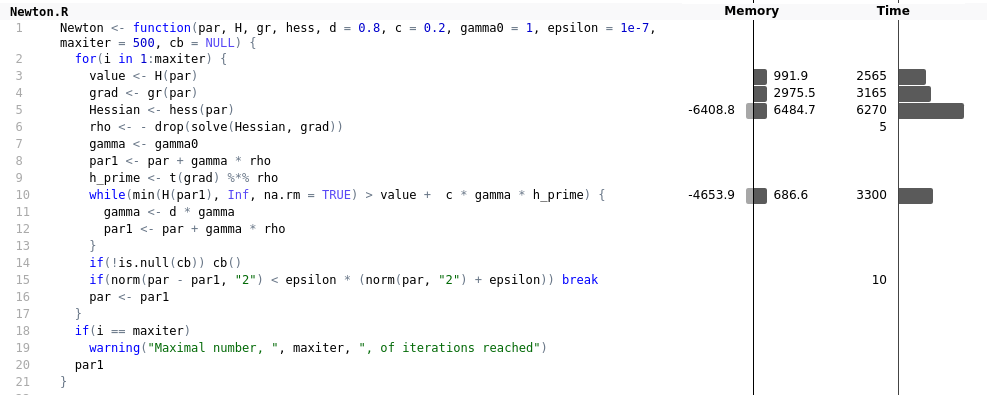 Newton.R Memory Time
1 Newton <- function(par, H, gr, hess, d = 0.8, c = 0.2, gamma0 = 1, epsilon = 1e-7,
maxiter = 500, cb = NULL) {
2 for(i in 1:maxiter) {
3 value <- H(par) 991.9 2565
4 grad <- gr(par) 2975.5 3165
5 Hessian <- hess(par) -6408.8 6484.7 6270
6 rho <- - drop(solve(Hessian, grad)) 5
7 gamma <- gamma0
8 par1 <- par + gamma * rho
9 h_prime <- t(grad) %*% rho
10 while(min(H(par1), Inf, na.rm = TRUE) > value +  c * gamma * h_prime) { -4653.9 686.6 3300
11 gamma <- d * gamma
12 par1 <- par + gamma * rho
13 }
14 if(!is.null(cb)) cb()
15 if(norm(par - par1, "2") < epsilon * (norm(par, "2") + epsilon)) break 10
16 par <- par1
17 }
18 if(i == maxiter)
19 warning("Maximal number, ", maxiter, ", of iterations reached")
20 par1
21 }